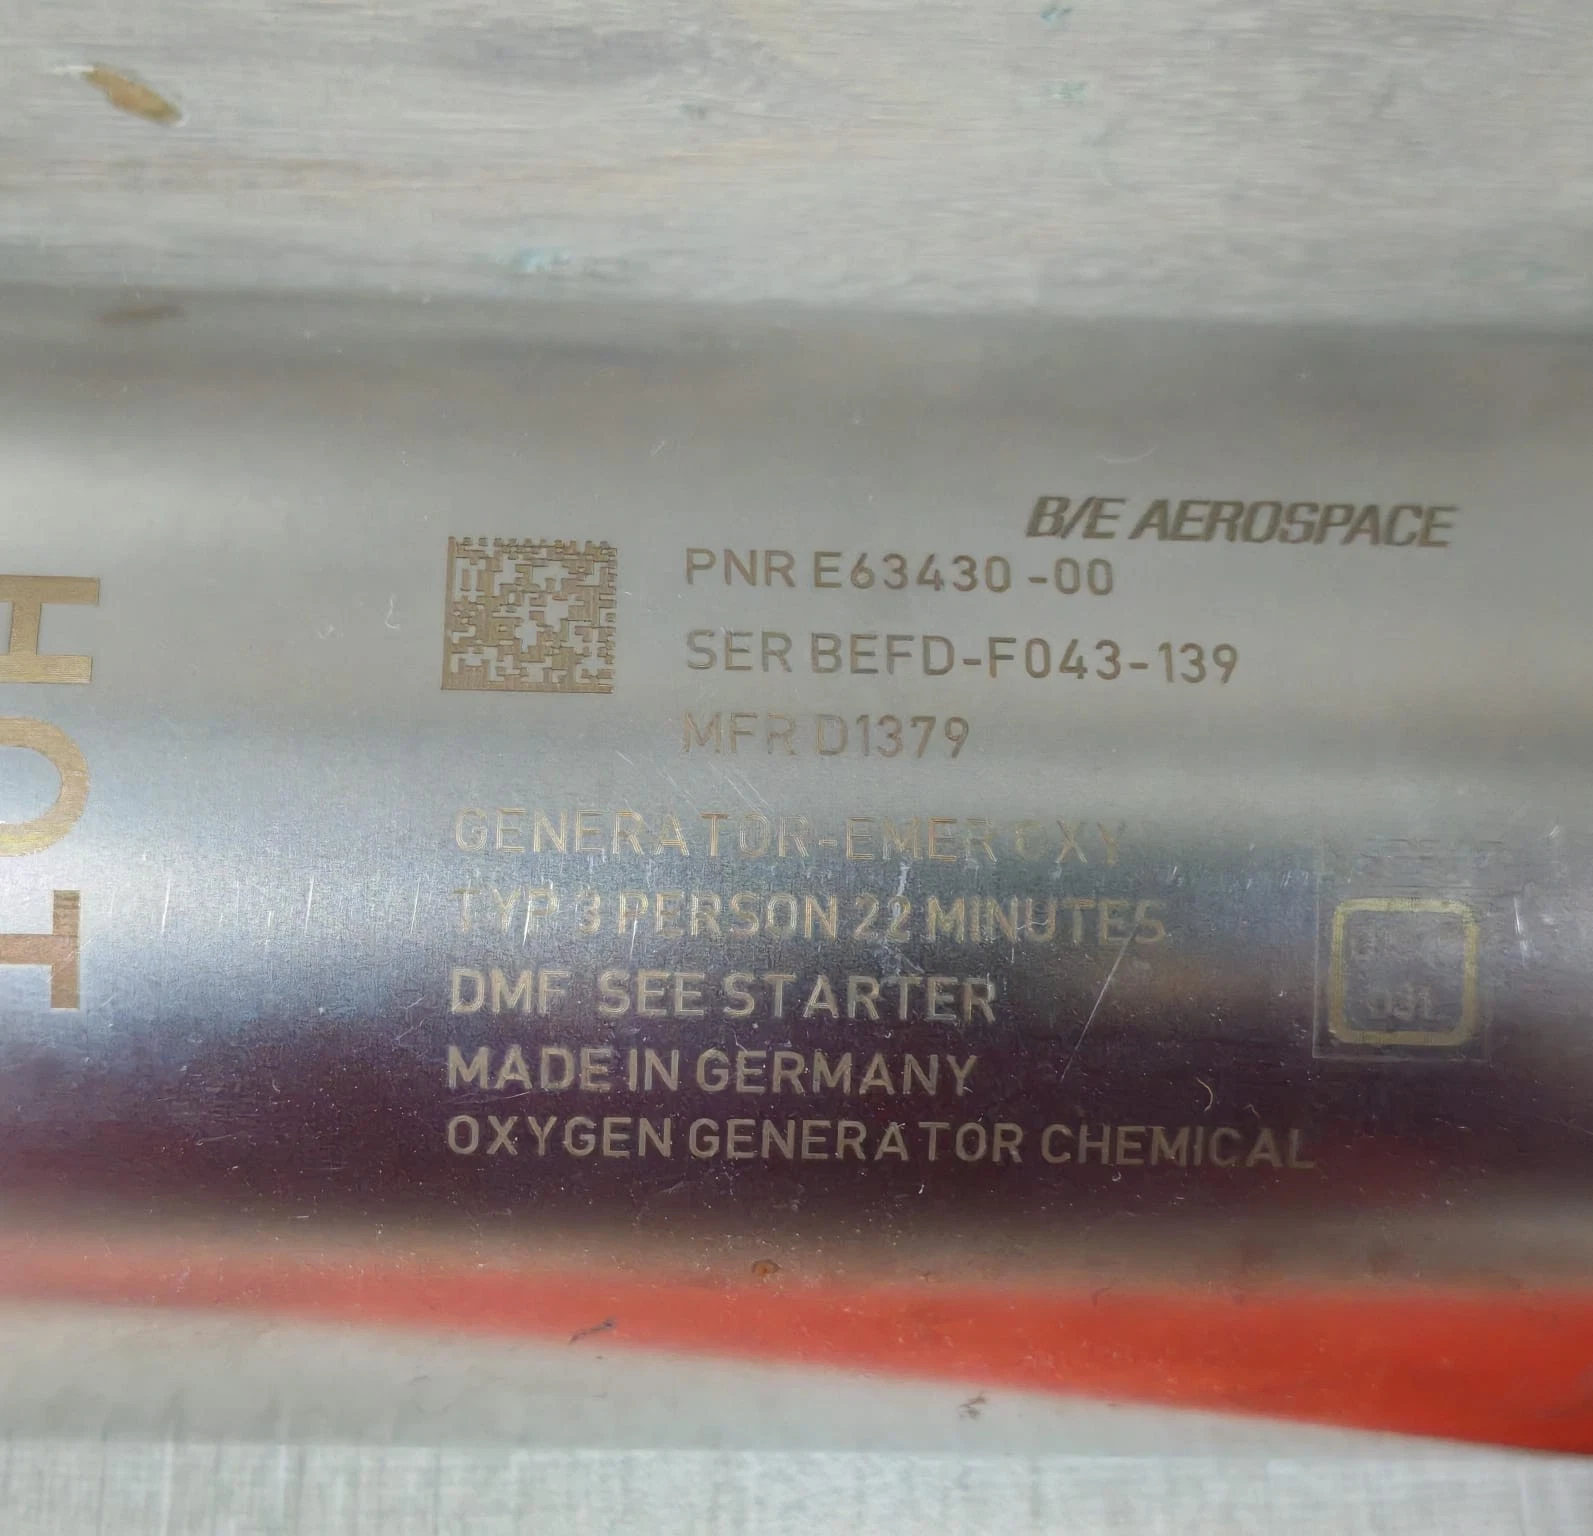 HOT
B/E AEROSPACE
PNR E63430-00
SER BEFD-F043-139
MFR D1379
GENERATOR-EMER OXY
TYP 3 PERSON 22 MINUTES
DMF SEE STARTER
MADE IN GERMANY
OXYGEN GENERATOR CHEMICAL